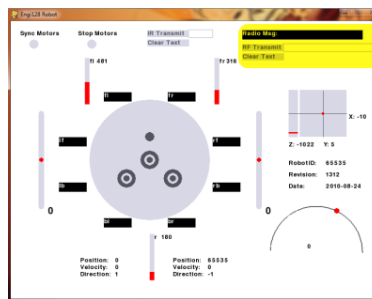 Engi128 Robot
Sync Motors
Stop Motors
IR Transmit
Clear Text
Radio Msg:
RF Transmit
Clear Text
fl 481
fr 316
fl
fr
lf
rf
lb
rb
bl
br
0
0
X: -10
Z: -1022 Y: 5
RobotID: 65535
Revision: 1312
Date: 2010-08-24
0
r 180
Position: 0
Velocity: 0
Direction: 1
Position: 65535
Velocity: 0
Direction: -1